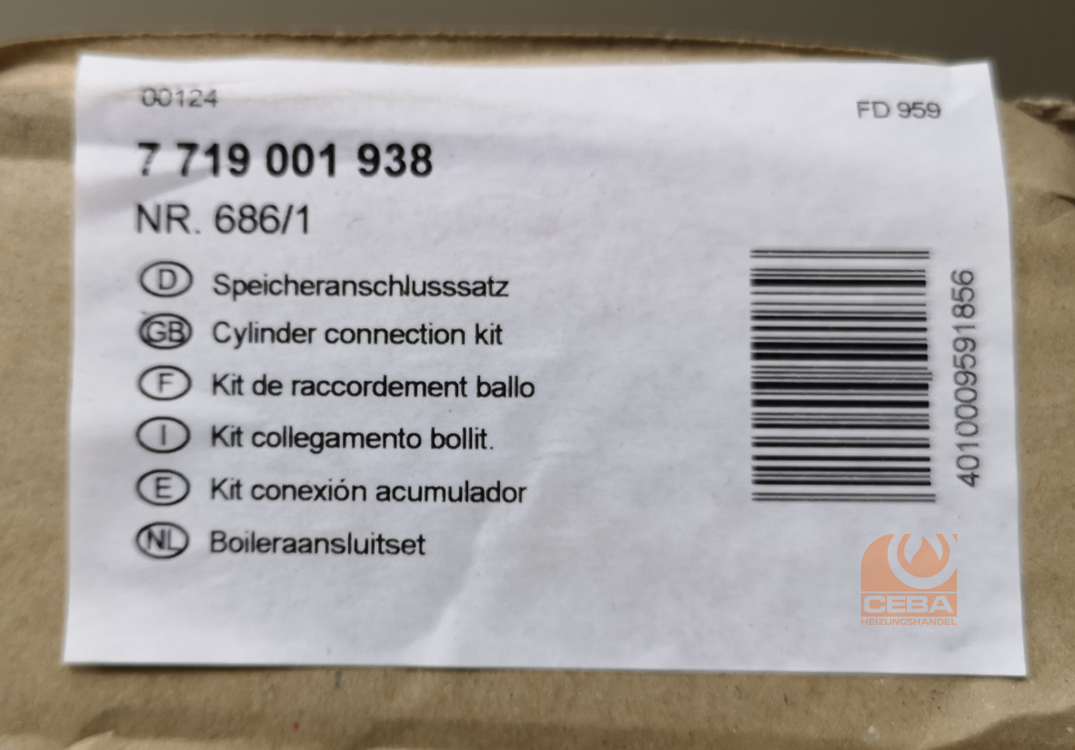 00124
FD 959
7 719 001 938
NR. 686/1
D Speicheranschlusssatz
GB Cylinder connection kit
F Kit de raccordement ballo
I Kit collegamento bollit.
E Kit conexión acumulador
NL Boileraansluitset
4010009591856
CEBA
HEIZUNGSHANDEL